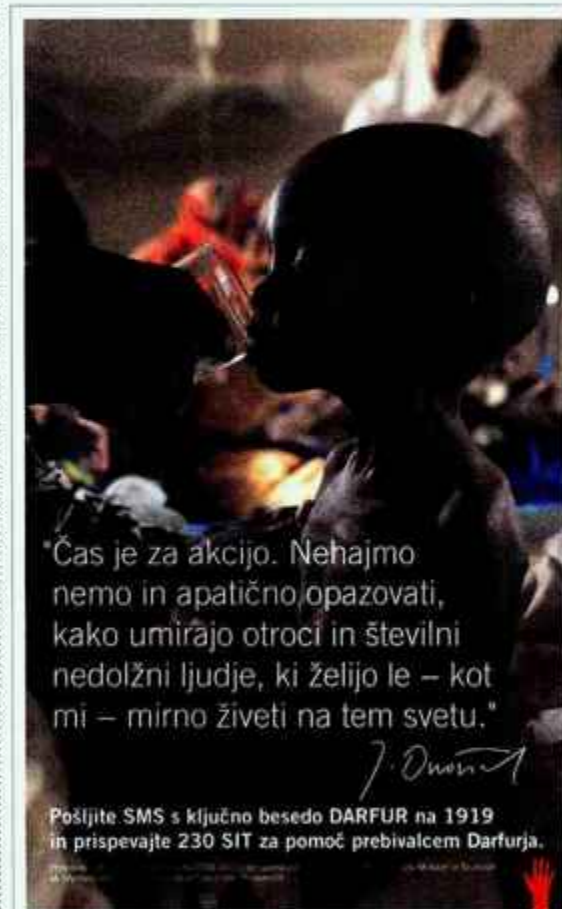 "Čas je za akcijo. Nehajmo
nemo in apatično opazovati,
kako umirajo otroci in številni
nedolžni ljudje, ki želijo le – kot
mi – mirno živeti na tem svetu."
Pošljite SMS s ključno besedo DARFUR na 1919
in prispevajte 230 SIT za pomoč prebivalcem Darfurja.